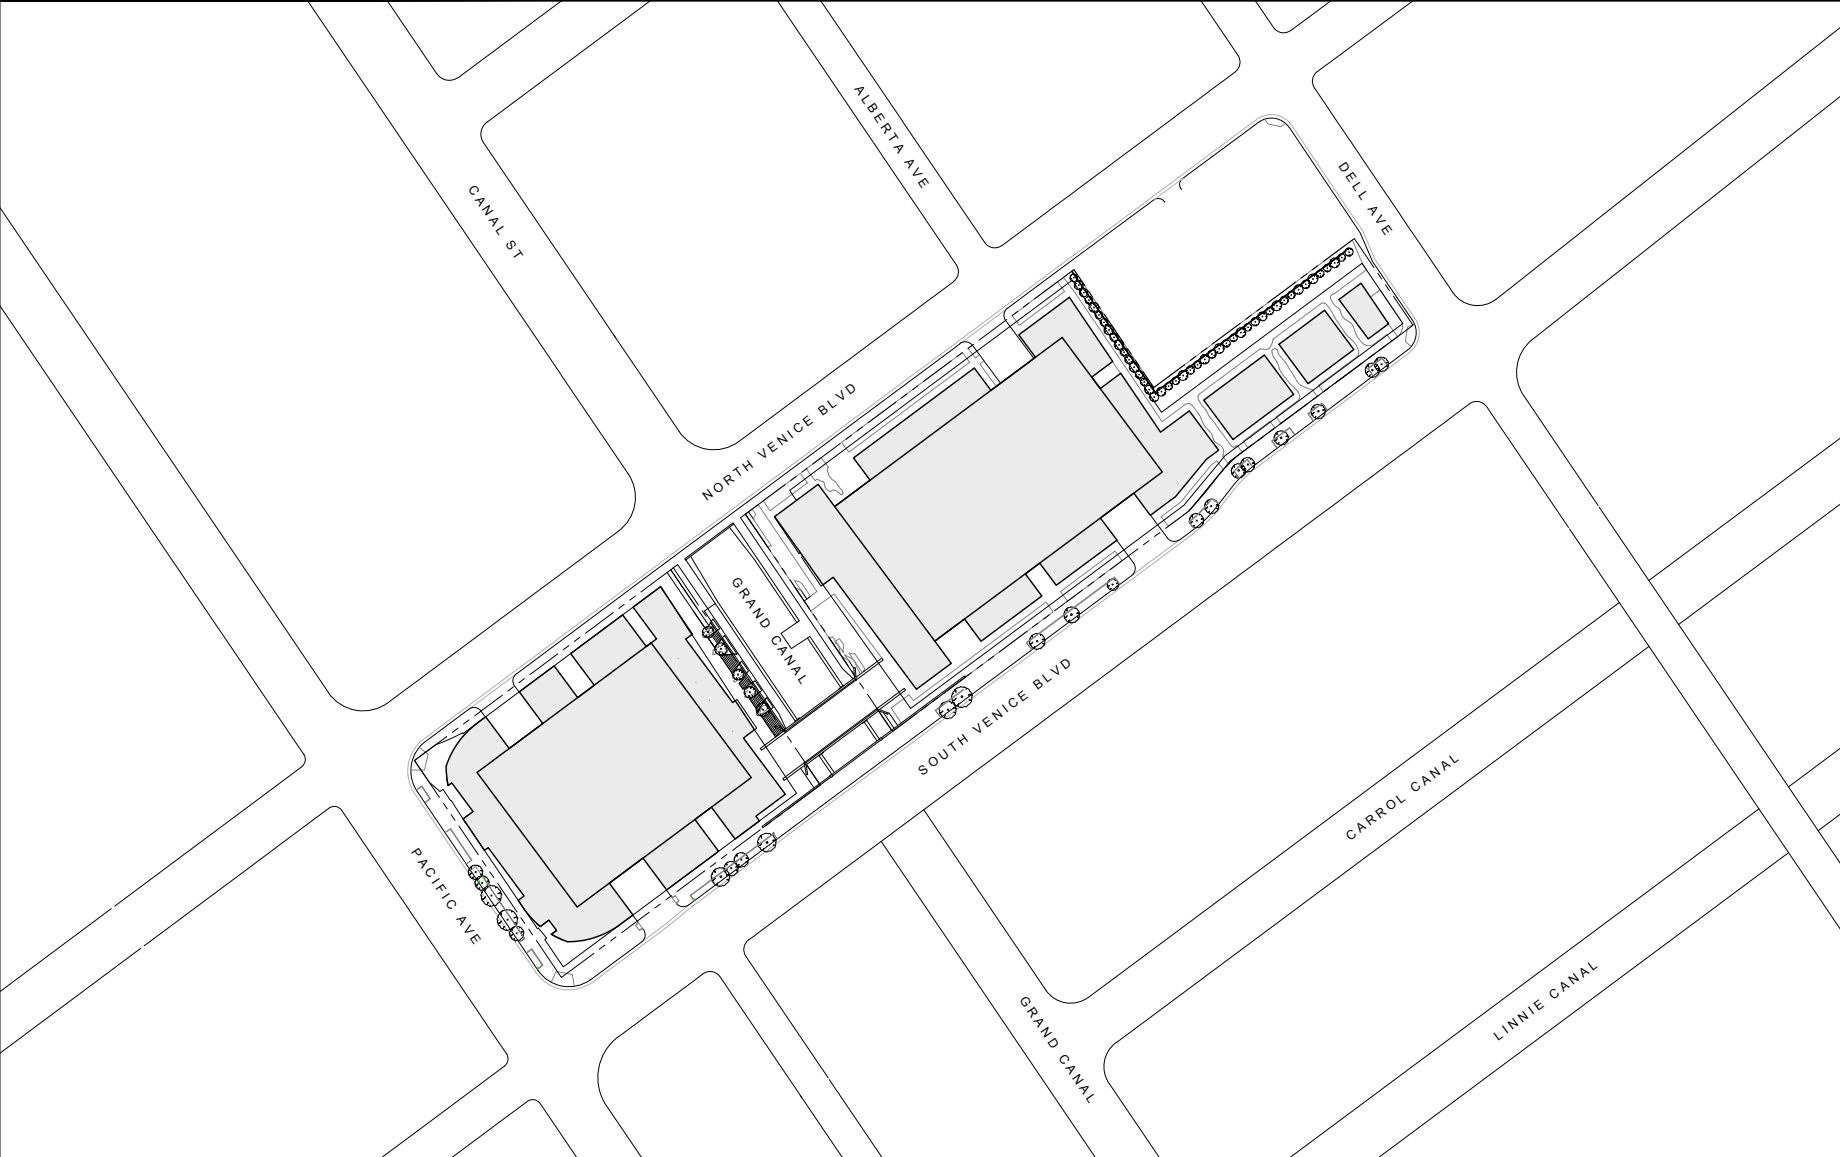 ALBERTA AVE
CANAL ST
DELL AVE
NORTH VENICE BLVD
GRAND CANAL
SOUTH VENICE BLVD
PACIFIC AVE
CARROL CANAL
GRAND CANAL
LINNIE CANAL